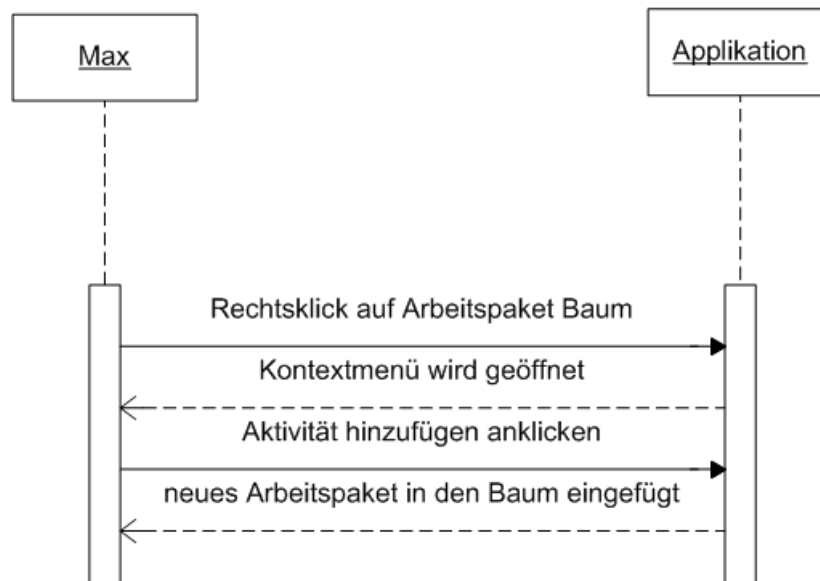 Max
Applikation
Rechtsklick auf Arbeitspaket Baum
Kontextmenü wird geöffnet
Aktivität hinzufügen anklicken
neues Arbeitspaket in den Baum eingefügt